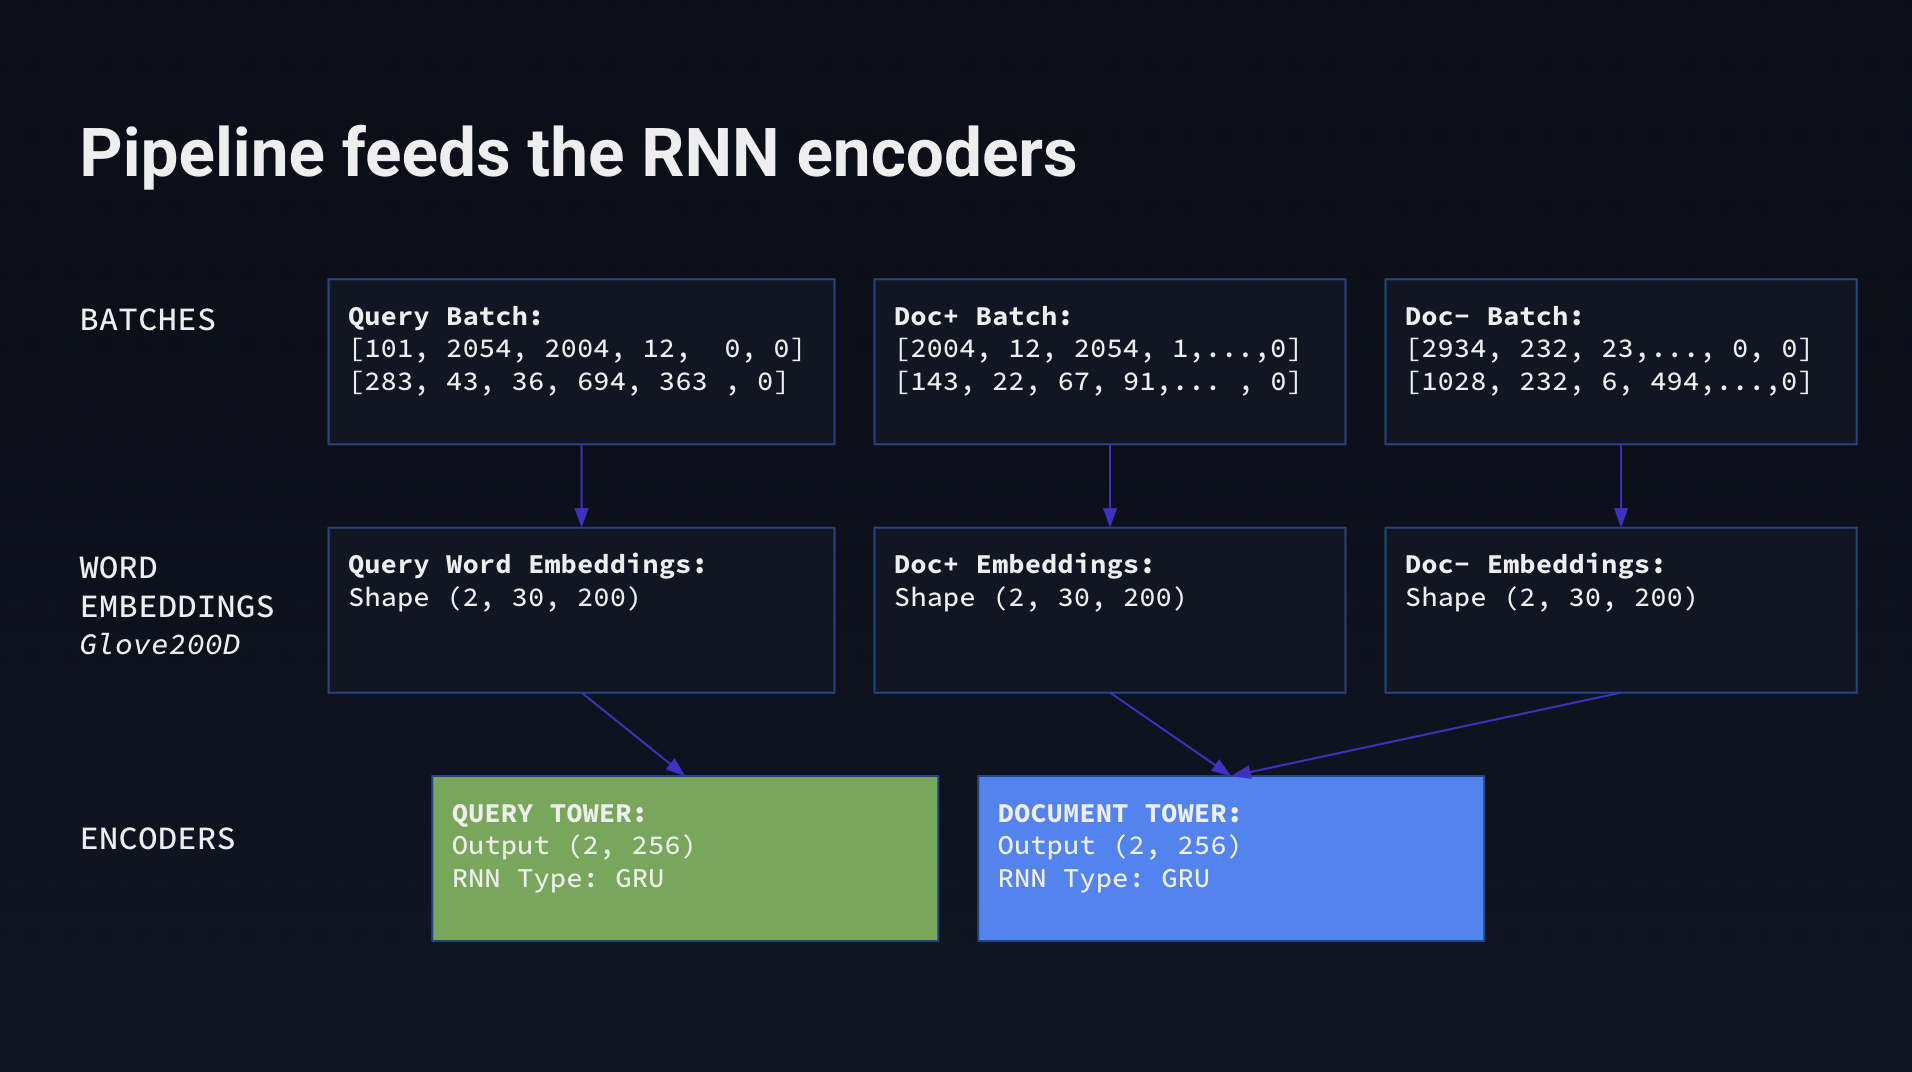 Pipeline feeds the RNN encoders
BATCHES
Query Batch:
[101, 2054, 2004, 12,  0, 0]
[283, 43, 36, 694, 363 , 0]
Doc+ Batch:
[2004, 12, 2054, 1,...,0]
[143, 22, 67, 91,... , 0]
Doc- Batch:
[2934, 232, 23,..., 0, 0]
[1028, 232, 6, 494,...,0]
WORD
EMBEDDINGS
Glove200D
Query Word Embeddings:
Shape (2, 30, 200)
Doc+ Embeddings:
Shape (2, 30, 200)
Doc- Embeddings:
Shape (2, 30, 200)
ENCODERS
QUERY TOWER:
Output (2, 256)
RNN Type: GRU
DOCUMENT TOWER:
Output (2, 256)
RNN Type: GRU